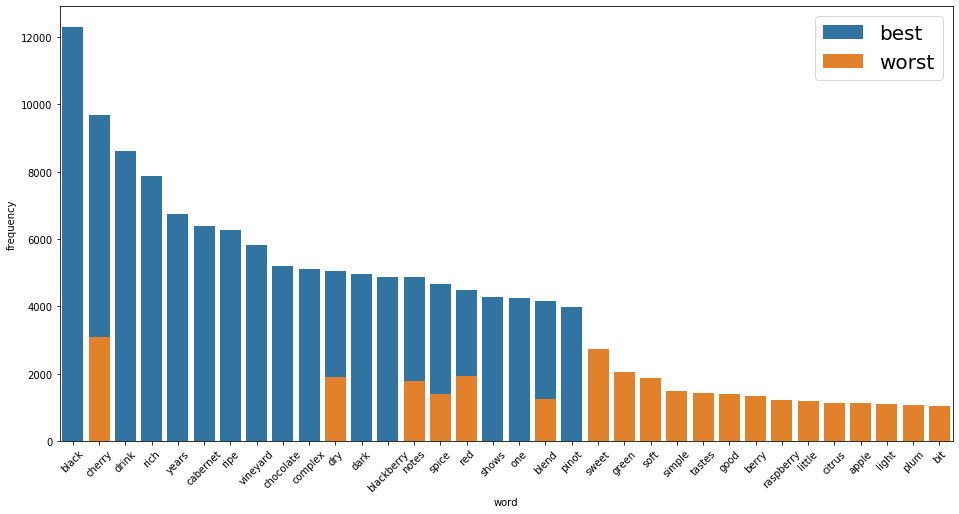 best
worst
12000
10000
8000
6000
4000
2000
0
frequency
black
cherry
drink
rich
years
cabernet
ripe
vineyard
chocolate
complex
dry
dark
blackberry
notes
spice
red
shows
one
blend
pinot
sweet
green
soft
simple
tastes
good
berry
raspberry
little
citrus
apple
light
plum
bit
word